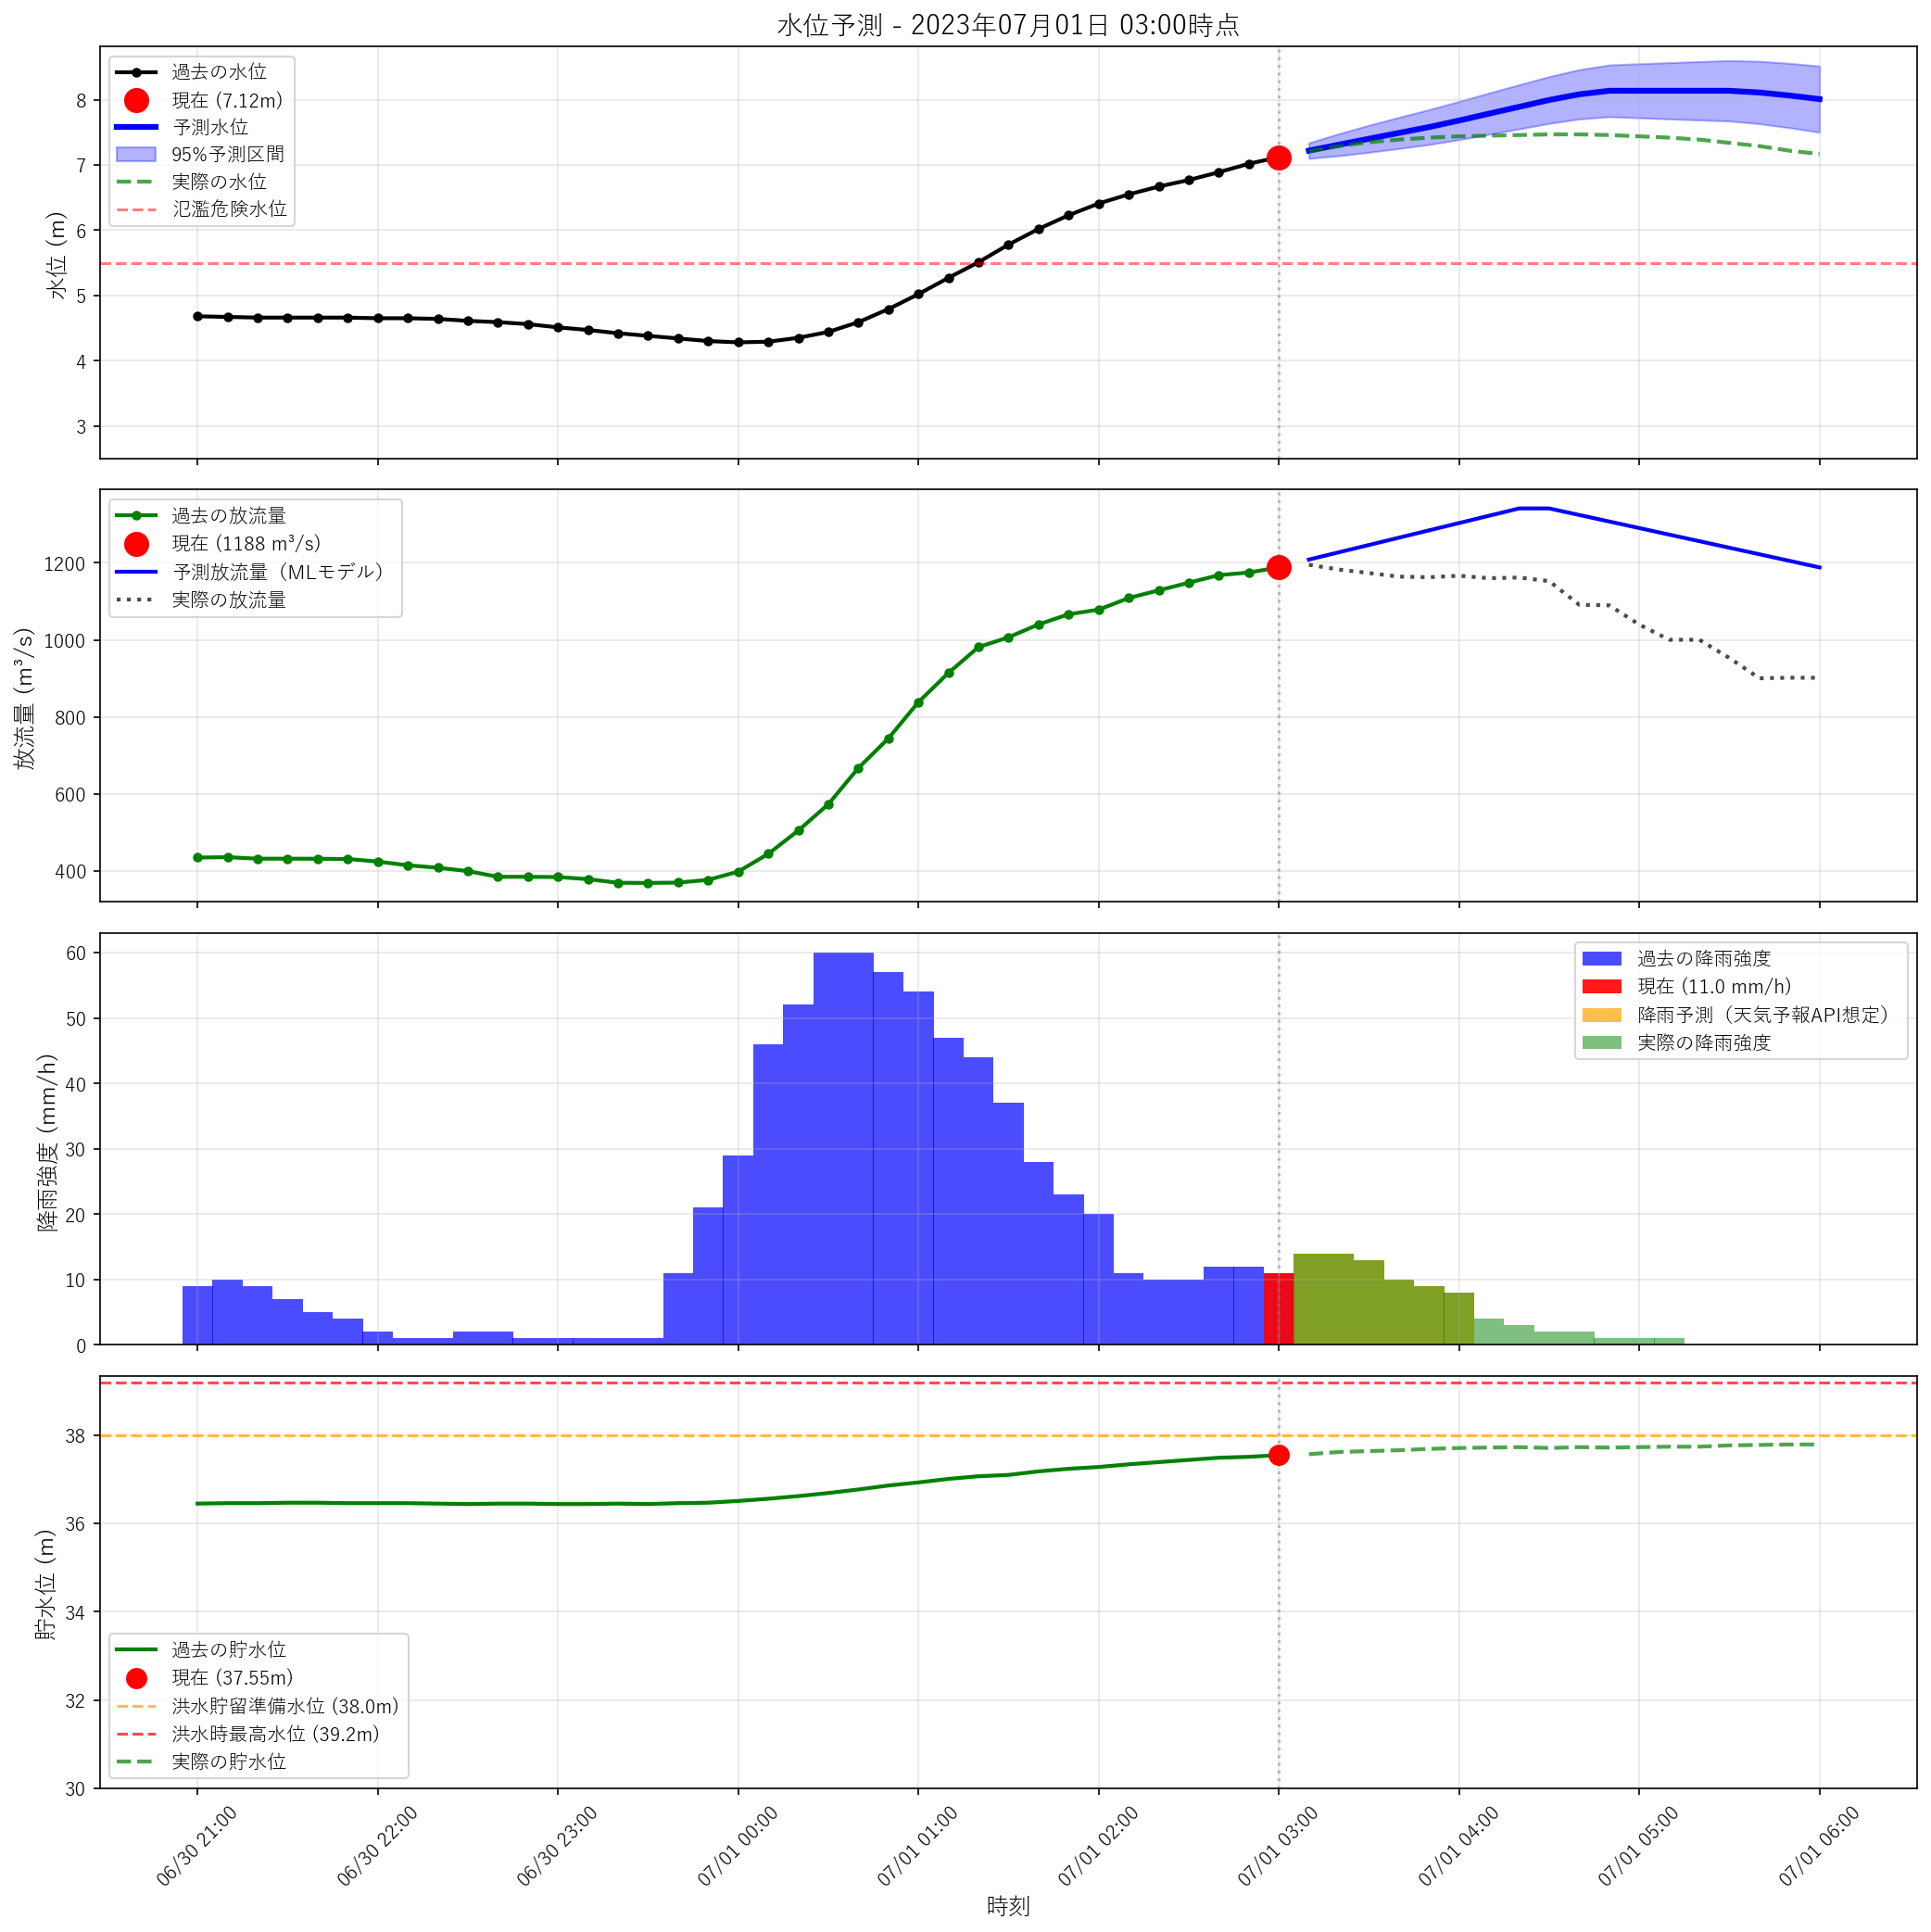 水位予測 - 2023年07月01日 03:00時点
過去の水位
現在 (7.12m)
予測水位
95%予測区間
実際の水位
氾濫危険水位
水位 (m)
8
7
6
5
4
3
過去の放流量
現在 (1188 m³/s)
予測放流量（MLモデル）
実際の放流量
放流量 (m³/s)
1200
1000
800
600
400
過去の降雨強度
現在 (11.0 mm/h)
降雨予測（天気予報API想定）
実際の降雨強度
降雨強度 (mm/h)
60
50
40
30
20
10
0
貯水位 (m)
38
36
34
32
30
過去の貯水位
現在 (37.55m)
洪水貯留準備水位 (38.0m)
洪水時最高水位 (39.2m)
実際の貯水位
06/30 21:00
06/30 22:00
06/30 23:00
07/01 00:00
07/01 01:00
07/01 02:00
07/01 03:00
07/01 04:00
07/01 05:00
07/01 06:00
時刻